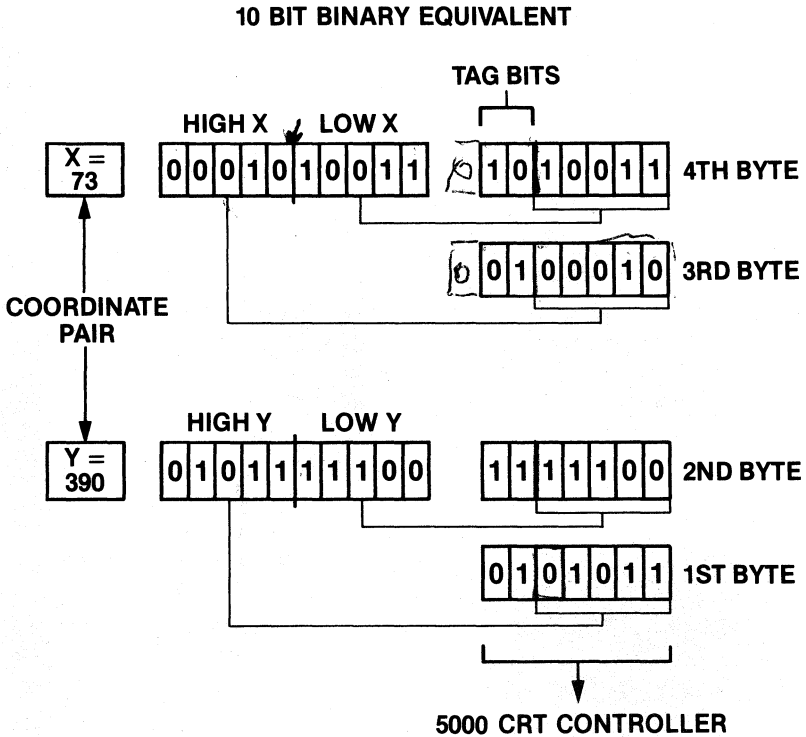 10 BIT BINARY EQUIVALENT
TAG BITS
HIGH X LOW X
X =
73
0 0 0 1 0 1 0 0 1 1
0 1 0 1 0 0 1 1 4TH BYTE
0 0 1 0 0 0 1 0 3RD BYTE
COORDINATE
PAIR
HIGH Y LOW Y
Y =
390
0 1 0 1 1 1 1 1 0 0
1 1 1 1 1 0 0 2ND BYTE
0 1 0 1 0 1 1 1ST BYTE
5000 CRT CONTROLLER